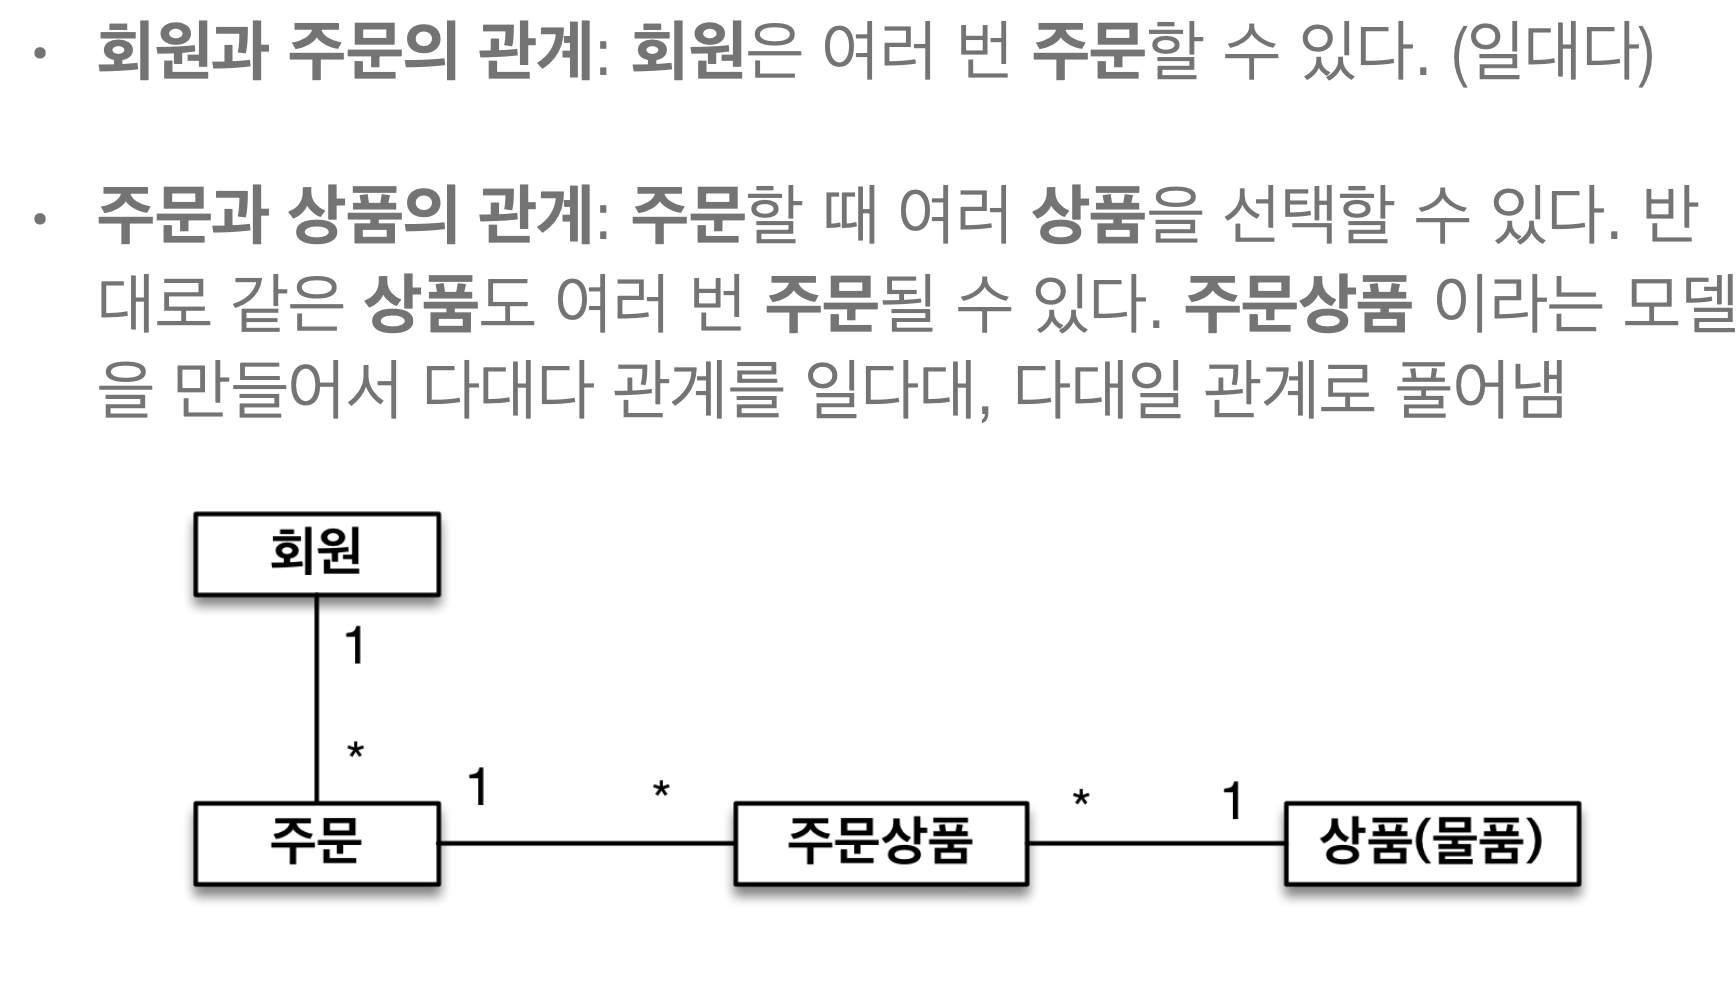 • 회원과 주문의 관계: 회원은 여러 번 주문할 수 있다. (일대다)
• 주문과 상품의 관계: 주문할 때 여러 상품을 선택할 수 있다. 반
대로 같은 상품도 여러 번 주문될 수 있다. 주문상품 이라는 모델
을 만들어서 다대다 관계를 일다대, 다대일 관계로 풀어냄
회원
1
*
1 * * 1
주문 주문상품 상품(물품)